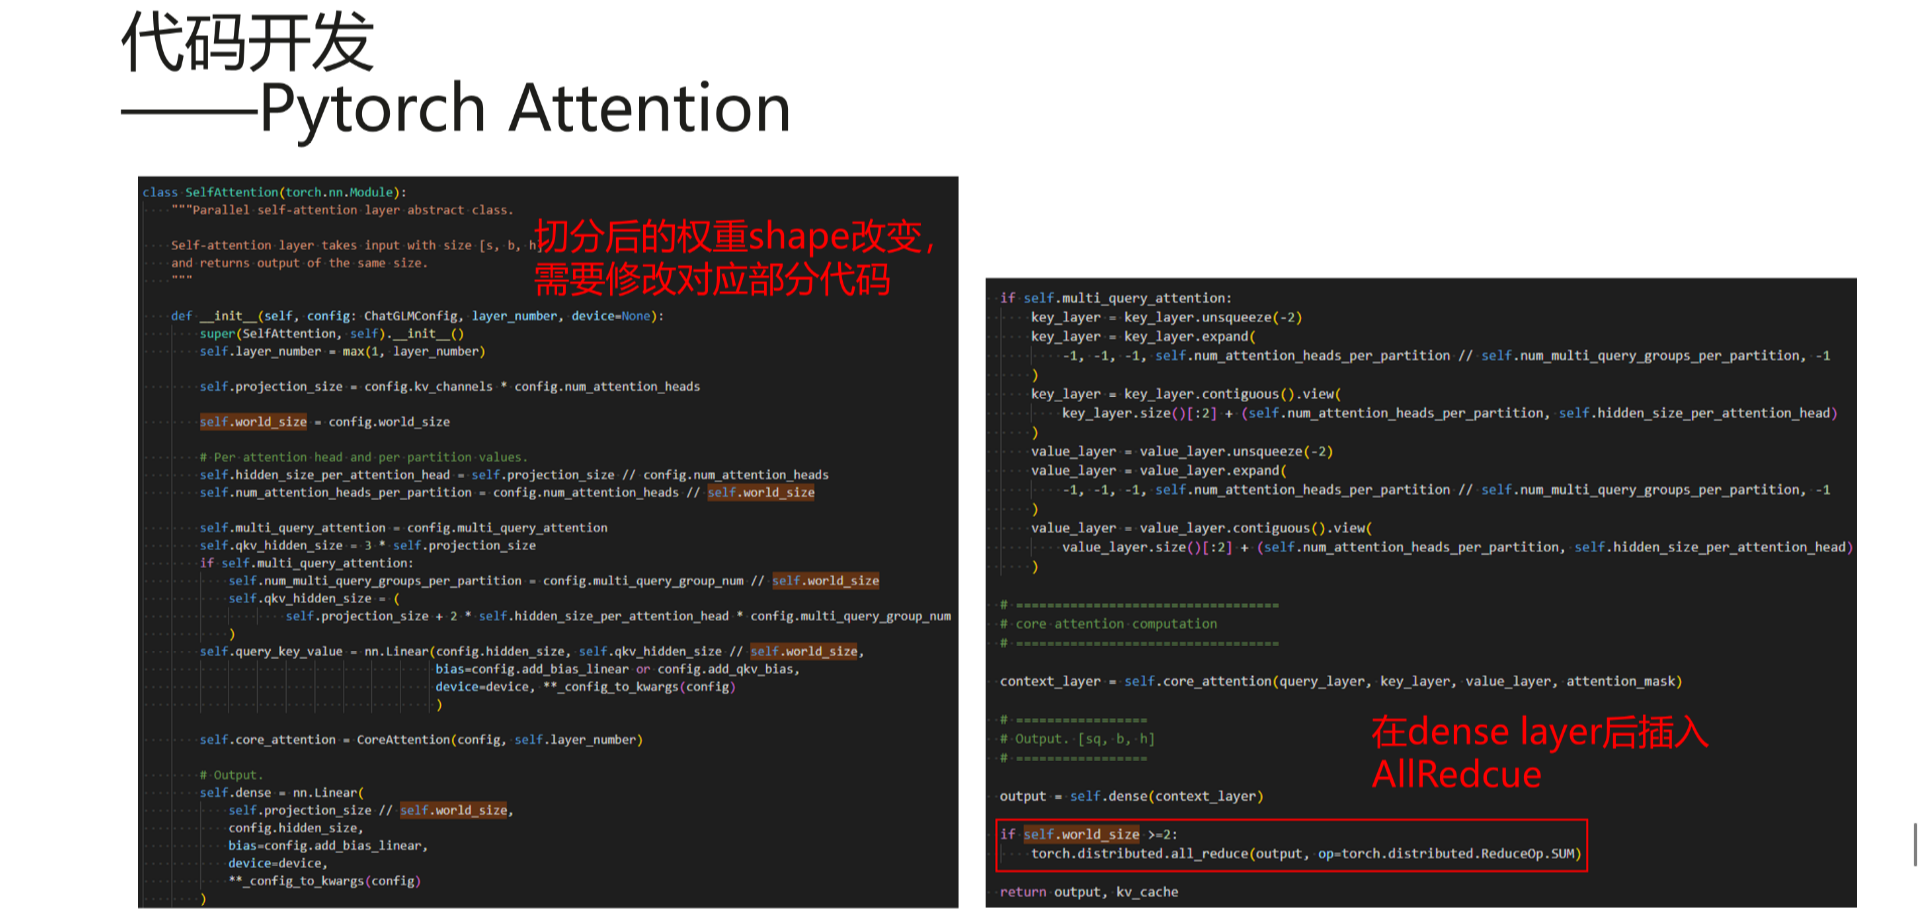 代码开发
——Pytorch Attention
class SelfAttention(torch.nn.Module):
"""Parallel self-attention layer abstract class.
Self-attention layer takes input with size [s, b, h]
and returns output of the same size.
"""
切分后的权重shape改变，
需要修改对应部分代码
def __init__(self, config: ChatGLMConfig, layer_number, device=None):
super(SelfAttention, self).__init__()
self.layer_number = max(1, layer_number)
self.projection_size = config.kv_channels * config.num_attention_heads
self.world_size = config.world_size
# Per attention head and per partition values.
self.hidden_size_per_attention_head = self.projection_size // config.num_attention_heads
self.num_attention_heads_per_partition = config.num_attention_heads // self.world_size
self.multi_query_attention = config.multi_query_attention
self.qkv_hidden_size = 3 * self.projection_size
if self.multi_query_attention:
self.num_multi_query_groups_per_partition = config.multi_query_group_num // self.world_size
self.qkv_hidden_size = (
self.projection_size + 2 * self.hidden_size_per_attention_head * config.multi_query_group_num
)
self.query_key_value = nn.Linear(config.hidden_size, self.qkv_hidden_size // self.world_size,
bias=config.add_bias_linear or config.add_qkv_bias,
device=device, **_config_to_kwargs(config)
)
self.core_attention = CoreAttention(config, self.layer_number)
# Output.
self.dense = nn.Linear(
self.projection_size // self.world_size,
config.hidden_size,
bias=config.add_bias_linear,
device=device,
**_config_to_kwargs(config)
)
if self.multi_query_attention:
key_layer = key_layer.unsqueeze(-2)
key_layer = key_layer.expand(
-1, -1, -1, self.num_attention_heads_per_partition // self.num_multi_query_groups_per_partition, -1
)
key_layer = key_layer.contiguous().view(
key_layer.size()[:2] + (self.num_attention_heads_per_partition, self.hidden_size_per_attention_head)
)
value_layer = value_layer.unsqueeze(-2)
value_layer = value_layer.expand(
-1, -1, -1, self.num_attention_heads_per_partition // self.num_multi_query_groups_per_partition, -1
)
value_layer = value_layer.contiguous().view(
value_layer.size()[:2] + (self.num_attention_heads_per_partition, self.hidden_size_per_attention_head)
)
# ==================================
# core attention computation
# ==================================
context_layer = self.core_attention(query_layer, key_layer, value_layer, attention_mask)
# =================
# Output. [sq, b, h]
# =================
在dense layer后插入
AllRedcue
output = self.dense(context_layer)
if self.world_size >=2:
torch.distributed.all_reduce(output, op=torch.distributed.ReduceOp.SUM)
return output, kv_cache